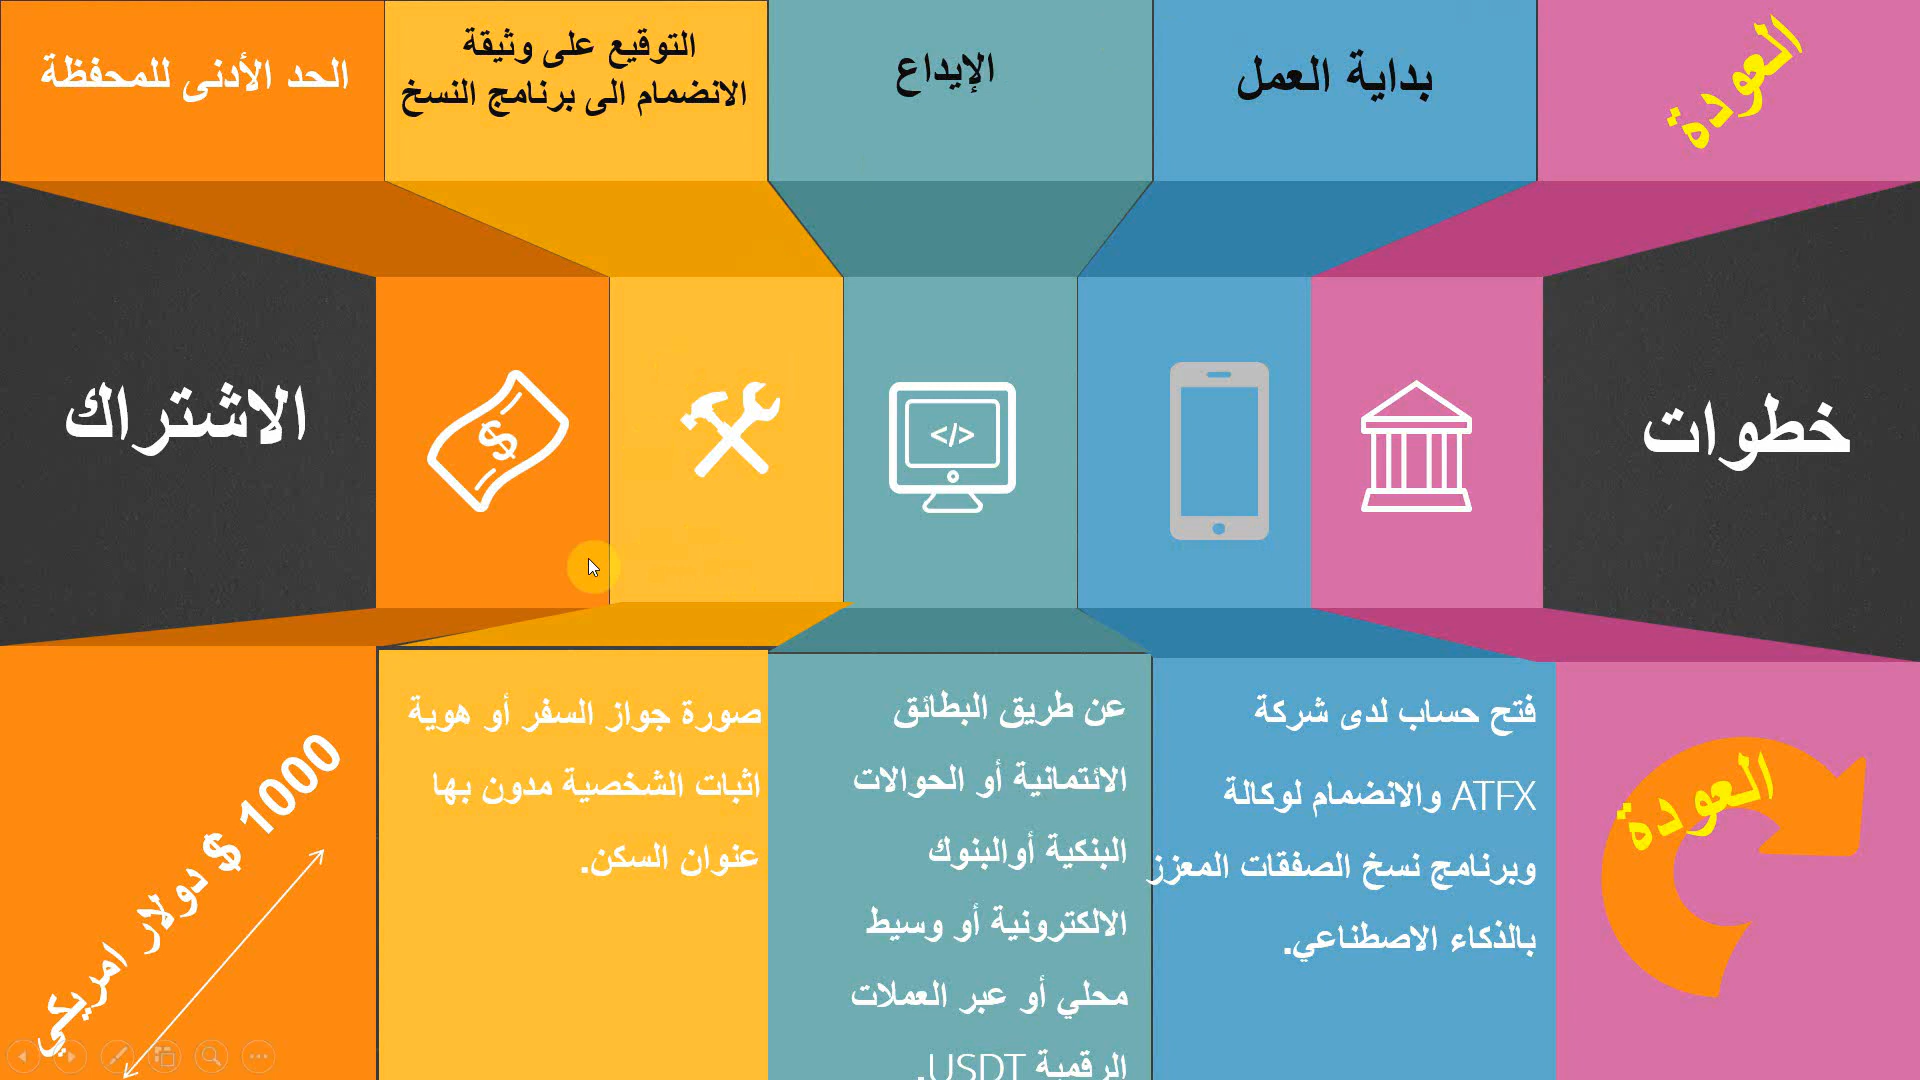 العودة
بداية العمل
الإيداع
التوقيع على وثيقة
الانضمام الى برنامج النسخ
الحد الأدنى للمحفظة
خطوات
</>
$
الاشتراك
العودة
فتح حساب لدى شركة
ATFX والانضمام لوكالة
وبرنامج نسخ الصفقات المعزز
بالذكاء الاصطناعي.
عن طريق البطائق
الائتمانية أو الحوالات
البنكية أوالبنوك
الالكترونية أو وسيط
محلي أو عبر العملات
الرقمية USDT.
صورة جواز السفر أو هوية
اثبات الشخصية مدون بها
عنوان السكن.
1000 $ دولار امريكي